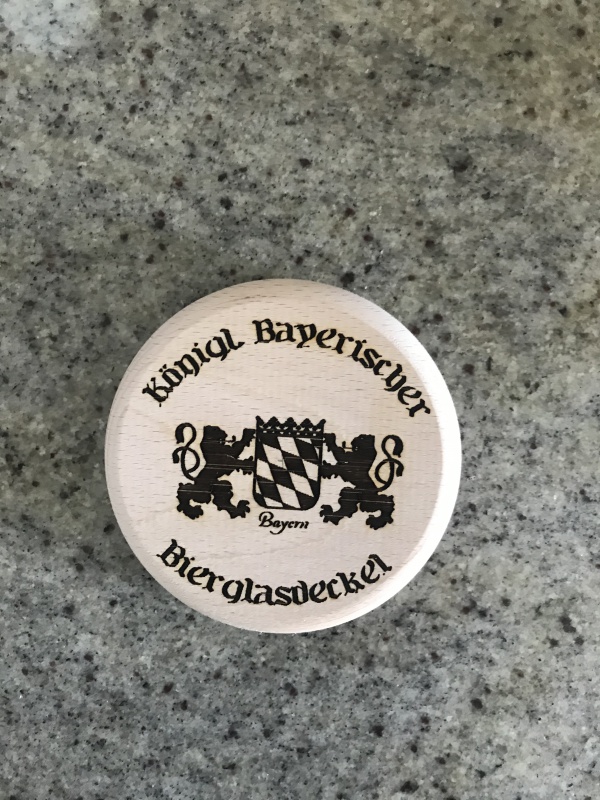 Königl. Bayerischer
Bayern
Bierglasdeckel